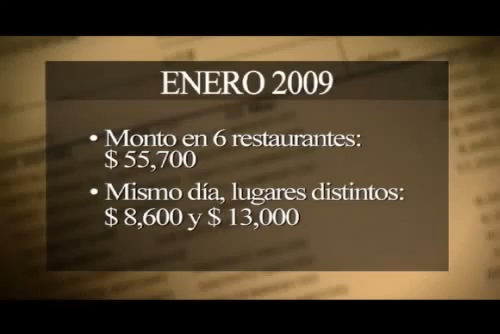 ENERO 2009
• Monto en 6 restaurantes:
$ 55,700
• Mismo día, lugares distintos:
$ 8,600 y $ 13,000